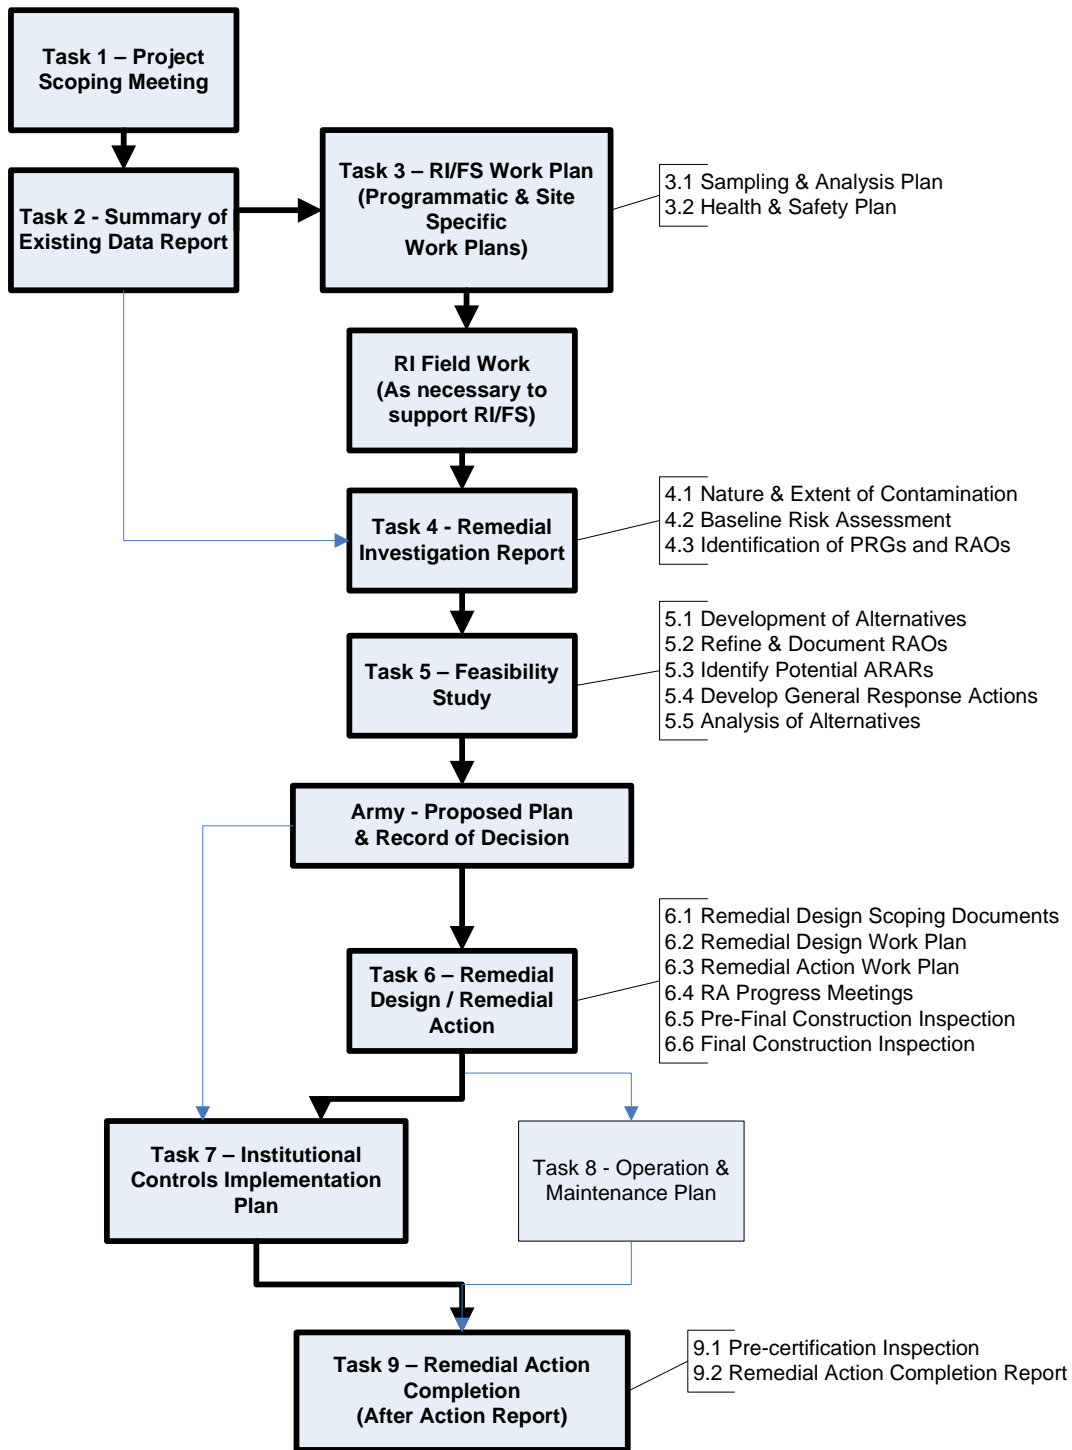 Task 1 – Project
Scoping Meeting
Task 2 - Summary of
Existing Data Report
Task 3 – RI/FS Work Plan
(Programmatic & Site
Specific
Work Plans)
3.1 Sampling & Analysis Plan
3.2 Health & Safety Plan
RI Field Work
(As necessary to
support RI/FS)
Task 4 - Remedial
Investigation Report
4.1 Nature & Extent of Contamination
4.2 Baseline Risk Assessment
4.3 Identification of PRGs and RAOs
Task 5 – Feasibility
Study
5.1 Development of Alternatives
5.2 Refine & Document RAOs
5.3 Identify Potential ARARs
5.4 Develop General Response Actions
5.5 Analysis of Alternatives
Army - Proposed Plan
& Record of Decision
Task 6 – Remedial
Design / Remedial
Action
6.1 Remedial Design Scoping Documents
6.2 Remedial Design Work Plan
6.3 Remedial Action Work Plan
6.4 RA Progress Meetings
6.5 Pre-Final Construction Inspection
6.6 Final Construction Inspection
Task 7 – Institutional
Controls Implementation
Plan
Task 8 - Operation &
Maintenance Plan
Task 9 – Remedial Action
Completion
(After Action Report)
9.1 Pre-certification Inspection
9.2 Remedial Action Completion Report